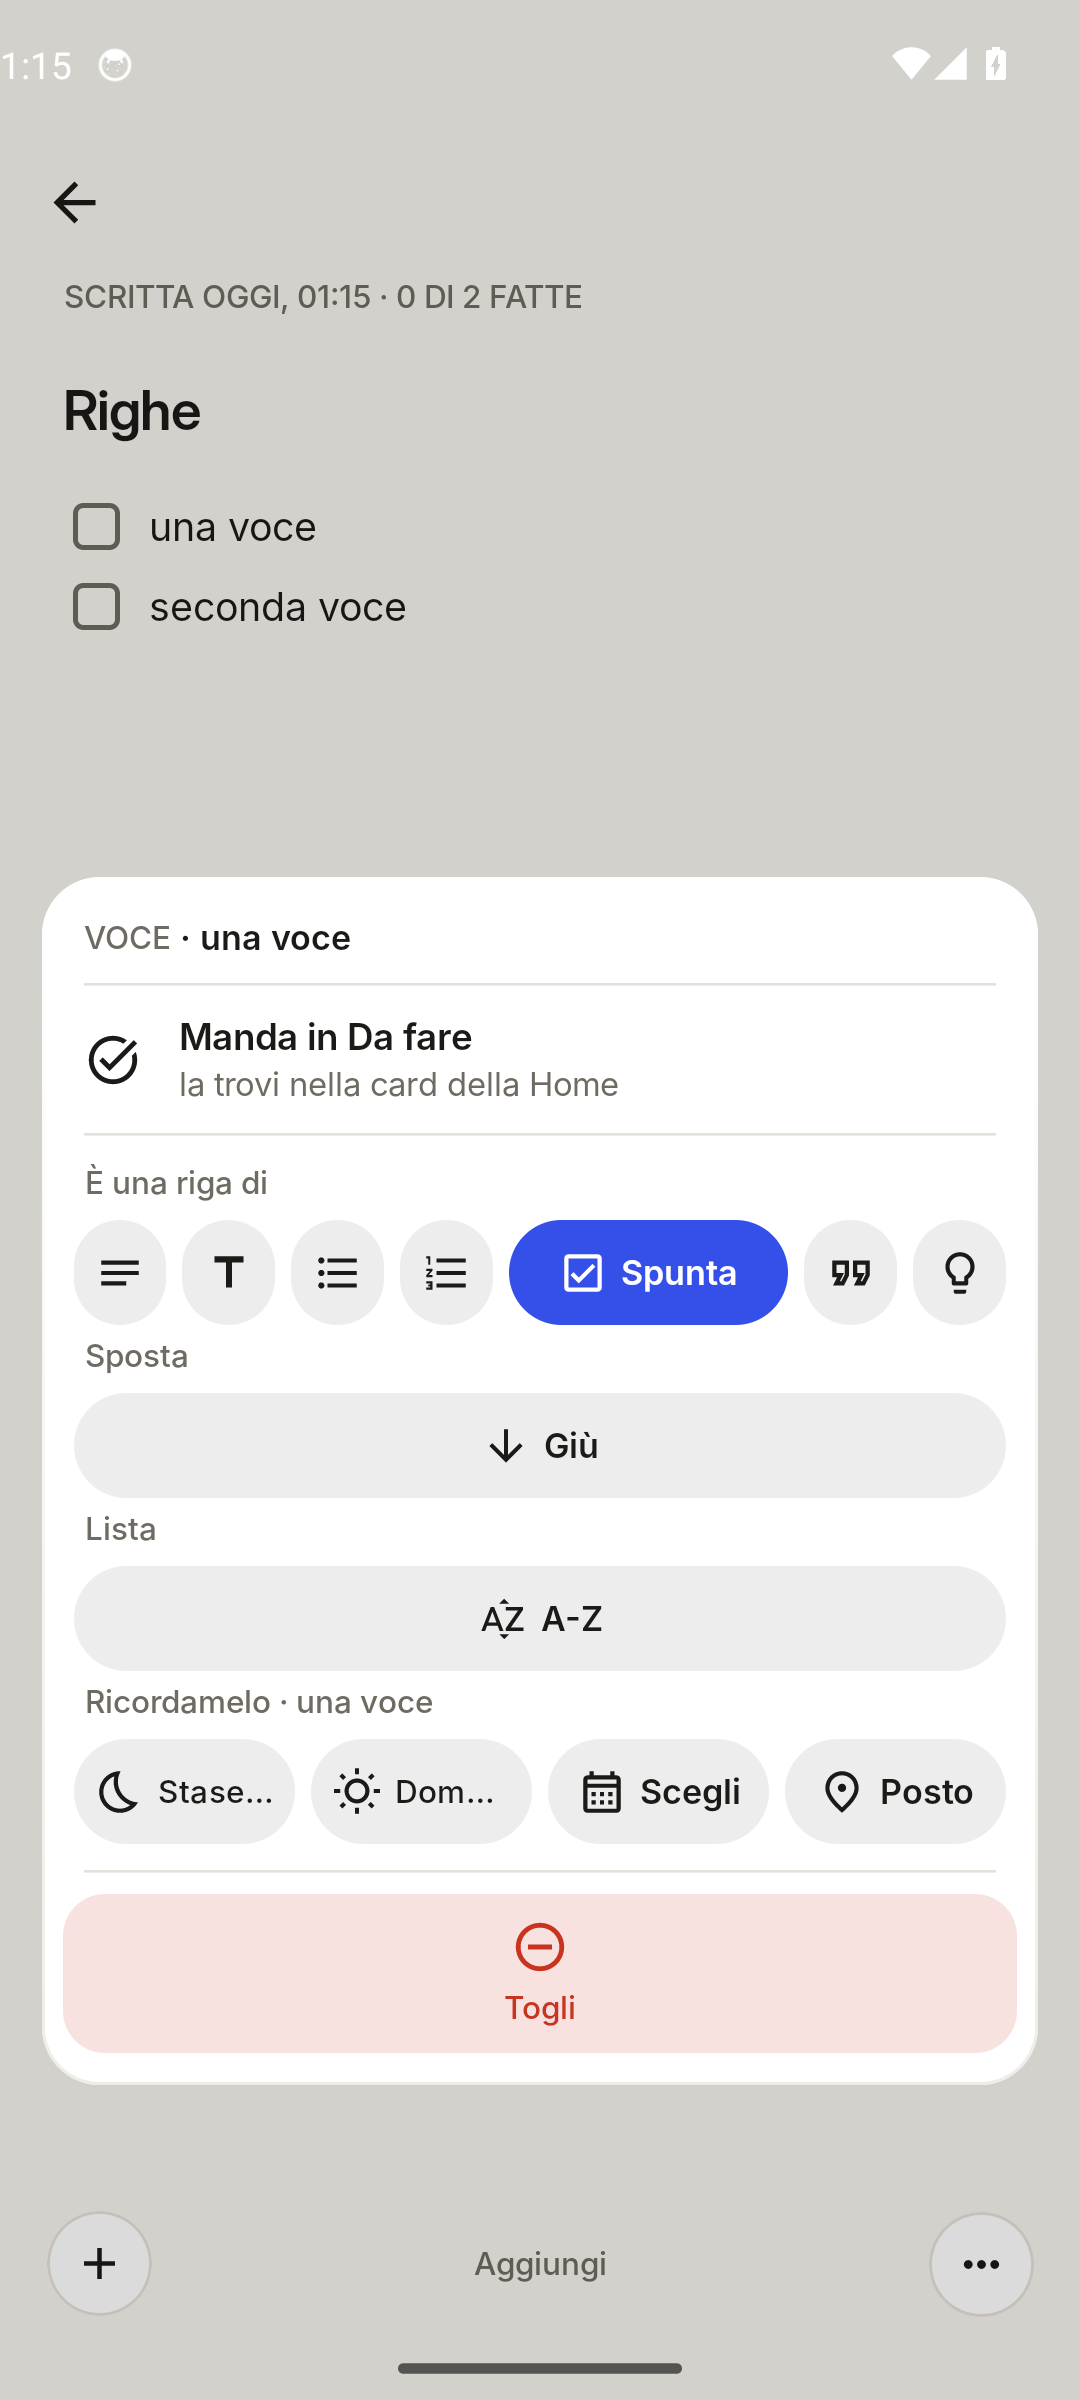 1:15
SCRITTA OGGI, 01:15 · 0 DI 2 FATTE
Righe
una voce
seconda voce
VOCE · una voce
Manda in Da fare
la trovi nella card della Home
È una riga di
Spunta
Sposta
Giù
Lista
AZ A-Z
Ricordamelo · una voce
Stase... Dom... Scegli Posto
Togli
Aggiungi